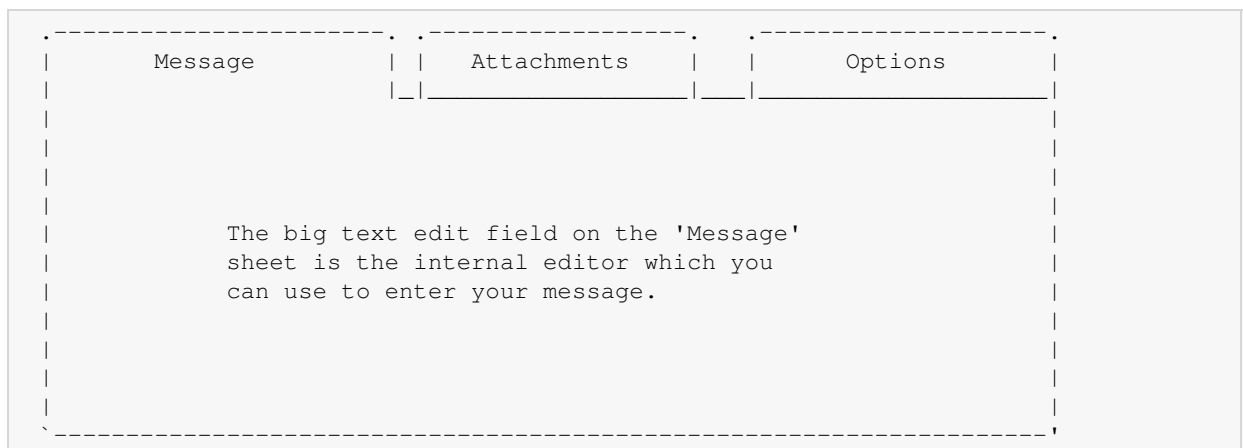 Message Attachments Options
The big text edit field on the 'Message'
sheet is the internal editor which you
can use to enter your message.